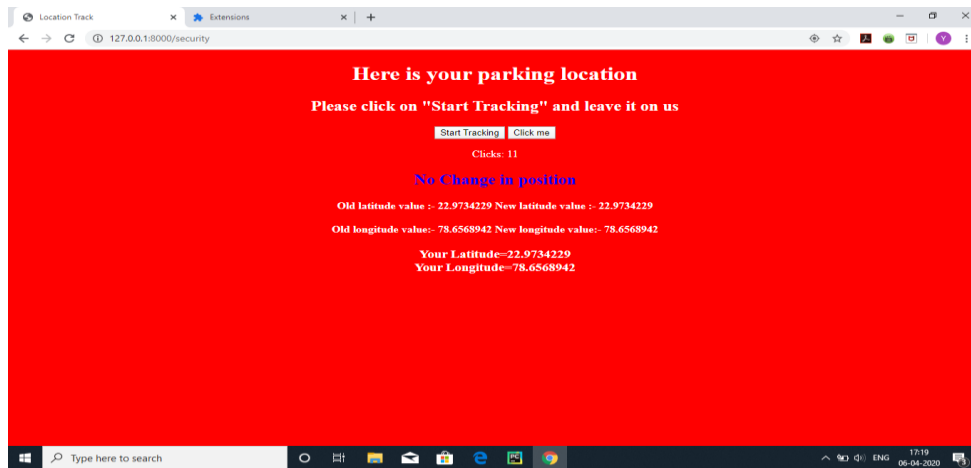 Location Track
Extensions
127.0.0.1:8000/security
Y
Here is your parking location
Please click on "Start Tracking" and leave it on us
Start Tracking Click me
Clicks: 11
No Change in position
Old latitude value :- 22.9734229 New latitude value :- 22.9734229
Old longitude value:- 78.6568942 New longitude value:- 78.6568942
Your Latitude=22.9734229
Your Longitude=78.6568942
Type here to search
PC
ENG
17:19
06-04-2020